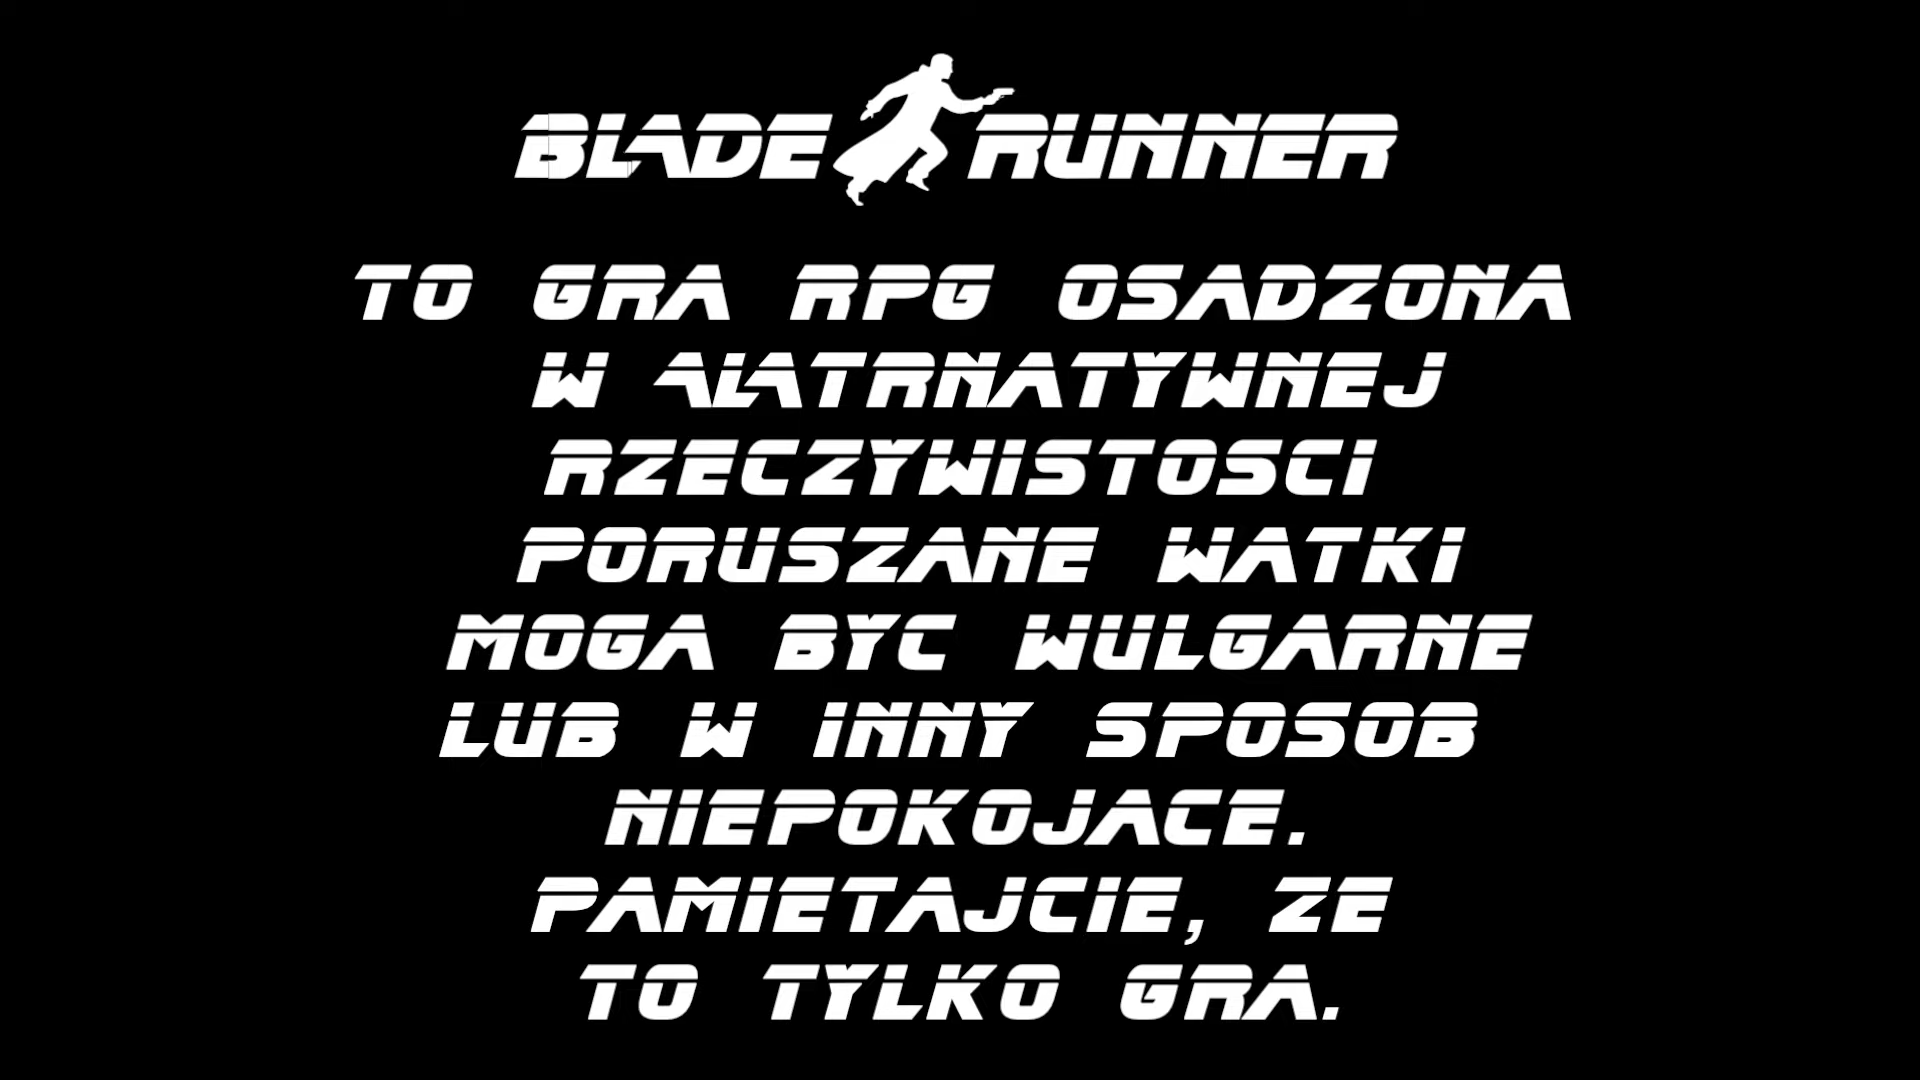 BLADE RUNNER
TO GRA RPG OSADZONA
W ALATRNATYWNEJ
RZECZYWISTOSCI
PORUSZANE WATKI
MOGA BYC WULGARNE
LUB W INNY SPOSOB
NIEPOKOJACE.
PAMIETAJCIE, ZE
TO TYLKO GRA.